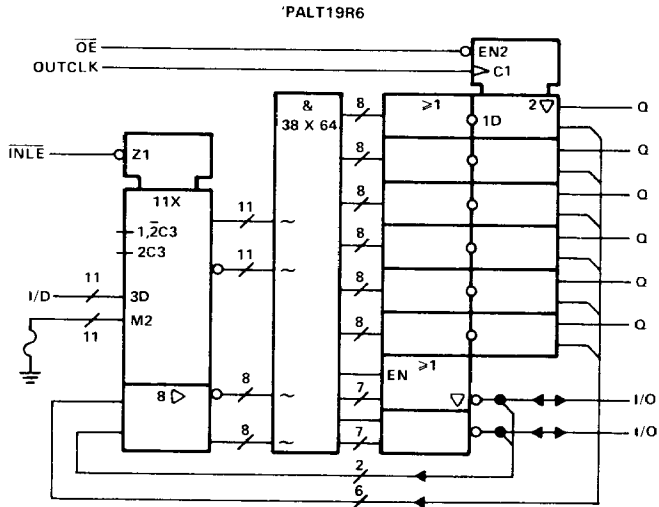 'PALT19R6
OE
EN2
OUTCLK
C1
&
38 X 64
8
≥1
1D
2 ▽
Q
INLE
Z1
8
Q
11X
8
Q
1,2C3
11
~
2C3
11
~
8
Q
I/D
11
3D
8
Q
M2
11
8
Q
EN
≥1
8 ▷
8
~
7
▽
I/O
8
~
7
I/O
2
6